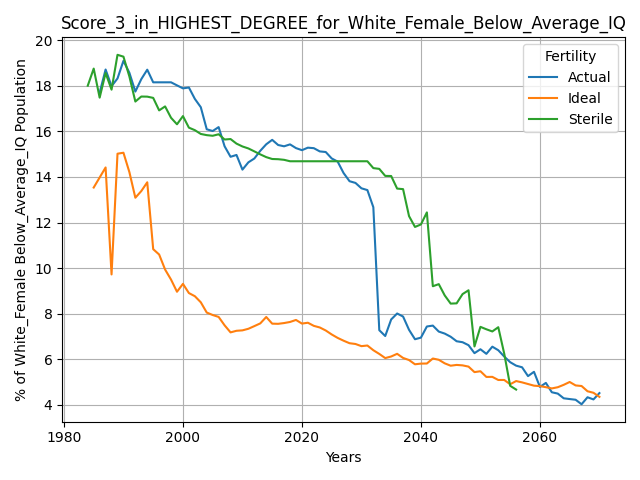 Score_3_in_HIGHEST_DEGREE_for_White_Female_Below_Average_IQ
% of White_Female Below_Average_IQ Population
20
18
16
14
12
10
8
6
4
Fertility
Actual
Ideal
Sterile
1980 2000 2020 2040 2060
Years